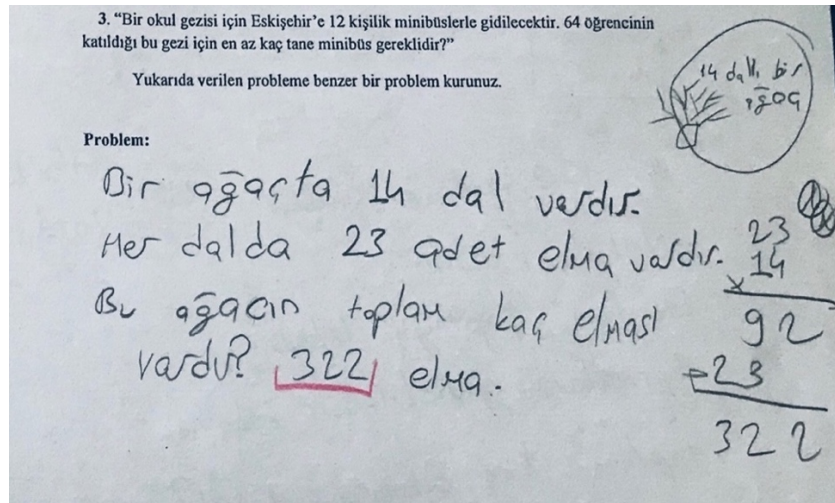 3. “Bir okul gezisi için Eskişehir’e 12 kişilik minibüslerle gidilecektir. 64 öğrencinin
katıldığı bu gezi için en az kaç tane minibüs gereklidir?”
Yukarıda verilen probleme benzer bir problem kurunuz.
14 dallı bir
ağaç
Problem:
Bir ağaçta 14 dal vardır.
Her dalda 23 adet elma vardır.
Bu ağacın toplam kaç elması
vardır? 322 elma.
23
14
x
92
+23
322